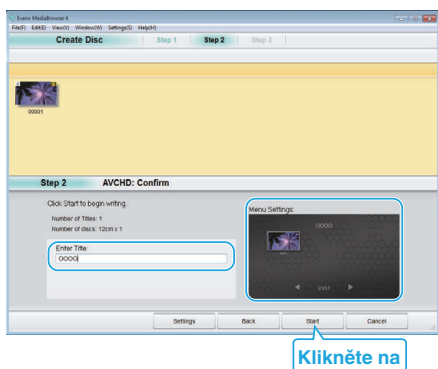 Everio MediaBrowser 4
File(F) Edit(E) View(V) Window(W) Settings(S) Help(H)
Create Disc Step 1 Step 2 Step 3
00001
Step 2 AVCHD: Confirm
Click Start to begin writing.
Number of Titles: 1
Number of discs: 12cm x 1
Enter Title:
OOOO
Menu Settings:
OOOO
Settings Back Start Cancel
Klikněte na